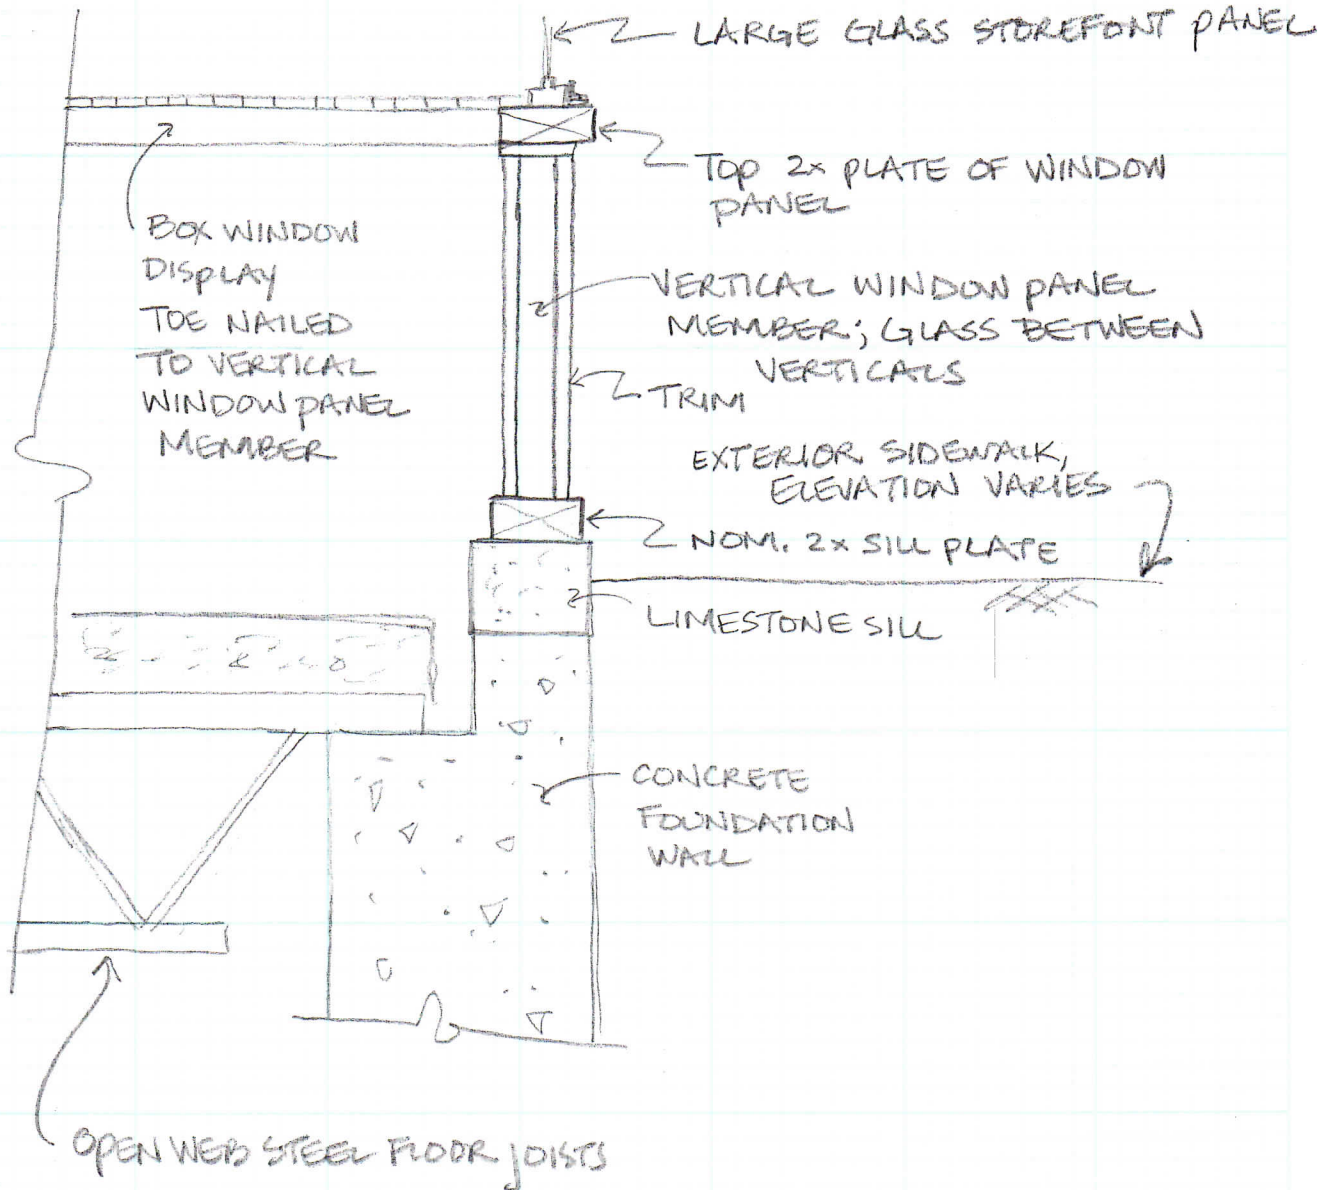 LARGE GLASS STOREFONT PANEL
TOP 2x PLATE OF WINDOW
PANEL
BOX WINDOW
DISPLAY
TOE NAILED
TO VERTICAL
WINDOW PANEL
MEMBER
VERTICAL WINDOW PANEL
MEMBER; GLASS BETWEEN
VERTICALS
TRIM
EXTERIOR SIDEWALK,
ELEVATION VARIES
NOM. 2x SILL PLATE
LIMESTONE SILL
CONCRETE
FOUNDATION
WALL
OPEN WEB STEEL FLOOR JOISTS